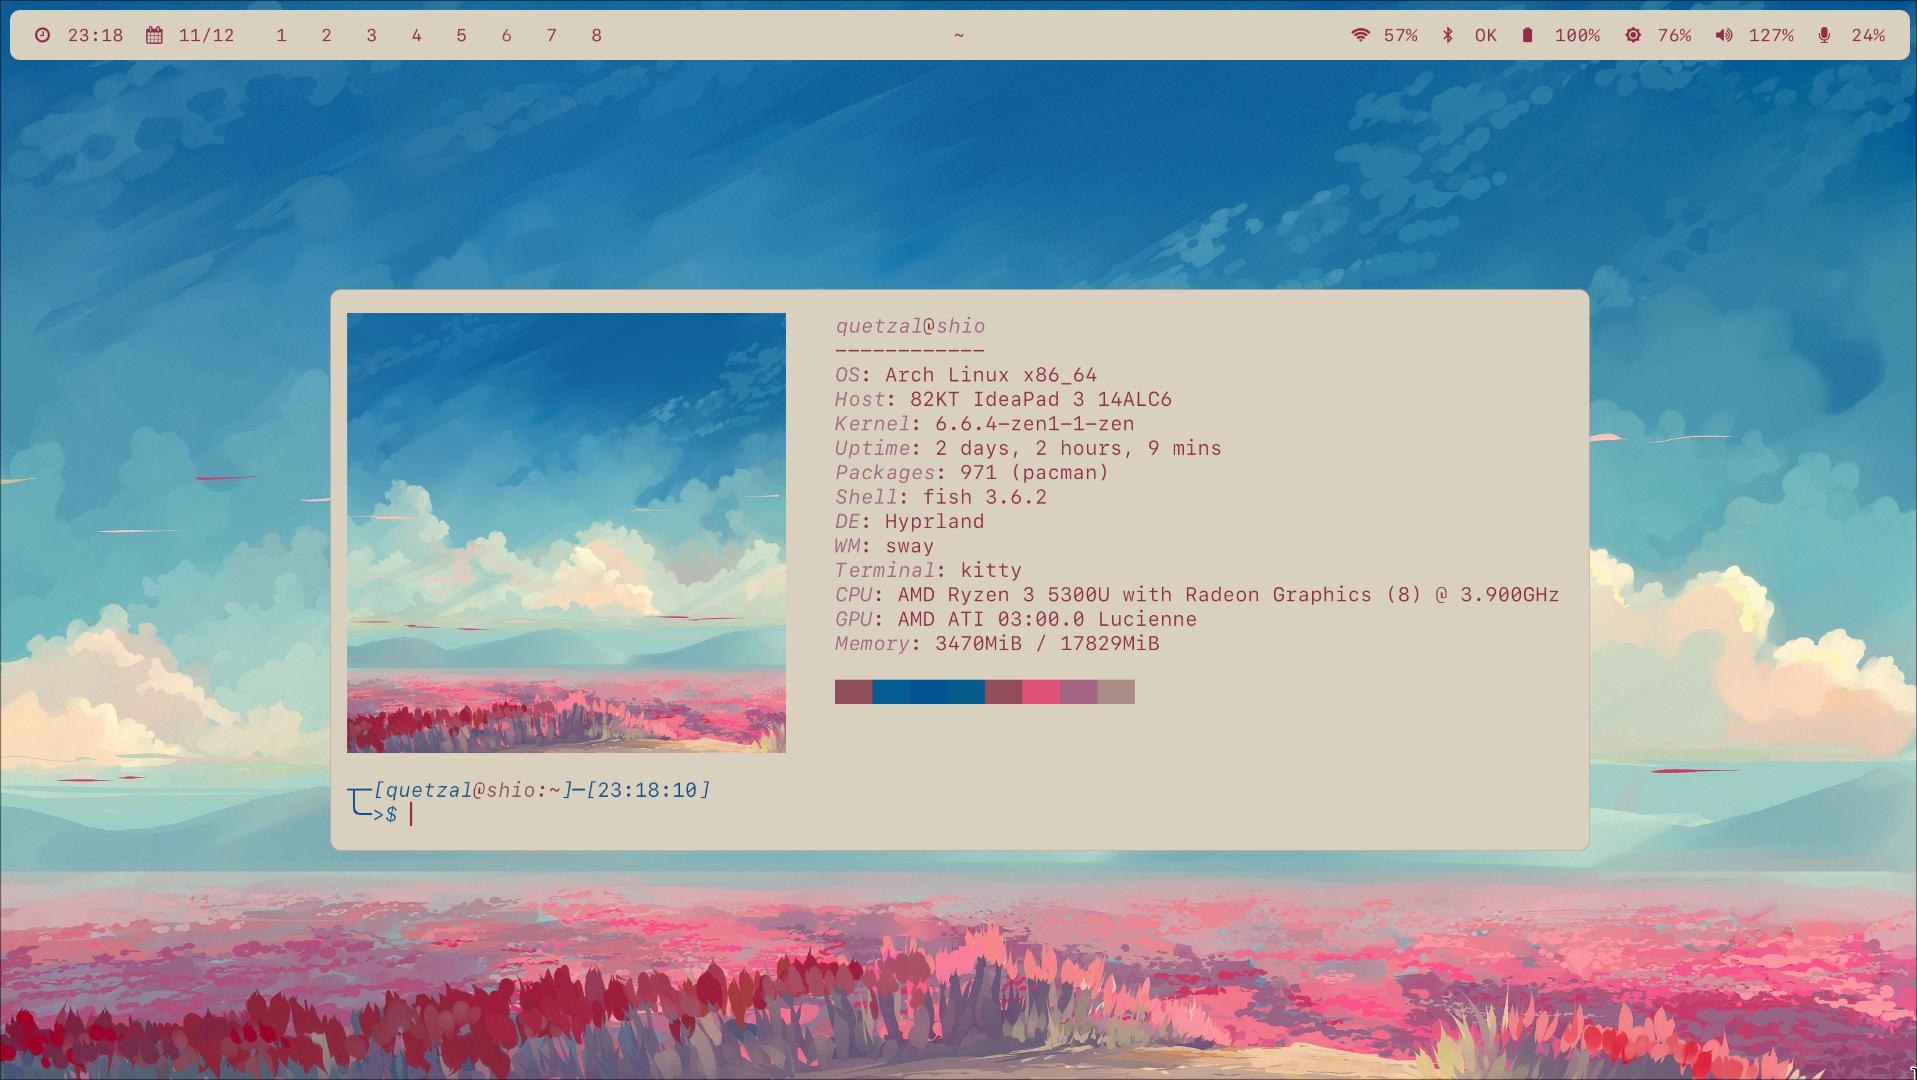 23:18 11/12 1 2 3 4 5 6 7 8 ~ 57% OK 100% 76% 127% 24%
quetzal@shio
------------
OS: Arch Linux x86_64
Host: 82KT IdeaPad 3 14ALC6
Kernel: 6.6.4-zen1-1-zen
Uptime: 2 days, 2 hours, 9 mins
Packages: 971 (pacman)
Shell: fish 3.6.2
DE: Hyprland
WM: sway
Terminal: kitty
CPU: AMD Ryzen 3 5300U with Radeon Graphics (8) @ 3.900GHz
GPU: AMD ATI 03:00.0 Lucienne
Memory: 3470MiB / 17829MiB
┬─[quetzal@shio:~]─[23:18:10]
╰─>$